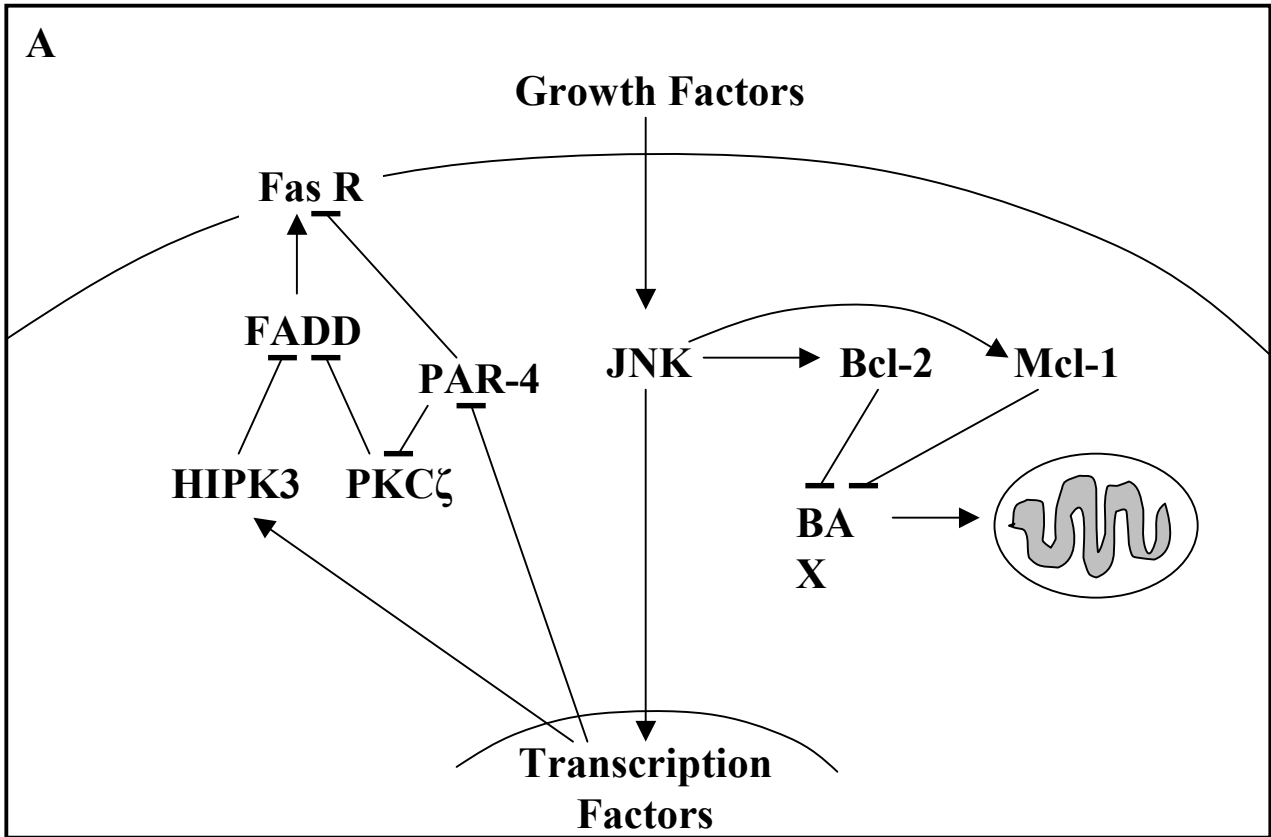 A
Growth Factors
Fas R
FADD
PAR-4
JNK
Bcl-2
Mcl-1
HIPK3
PKCζ
BA
X
Transcription
Factors